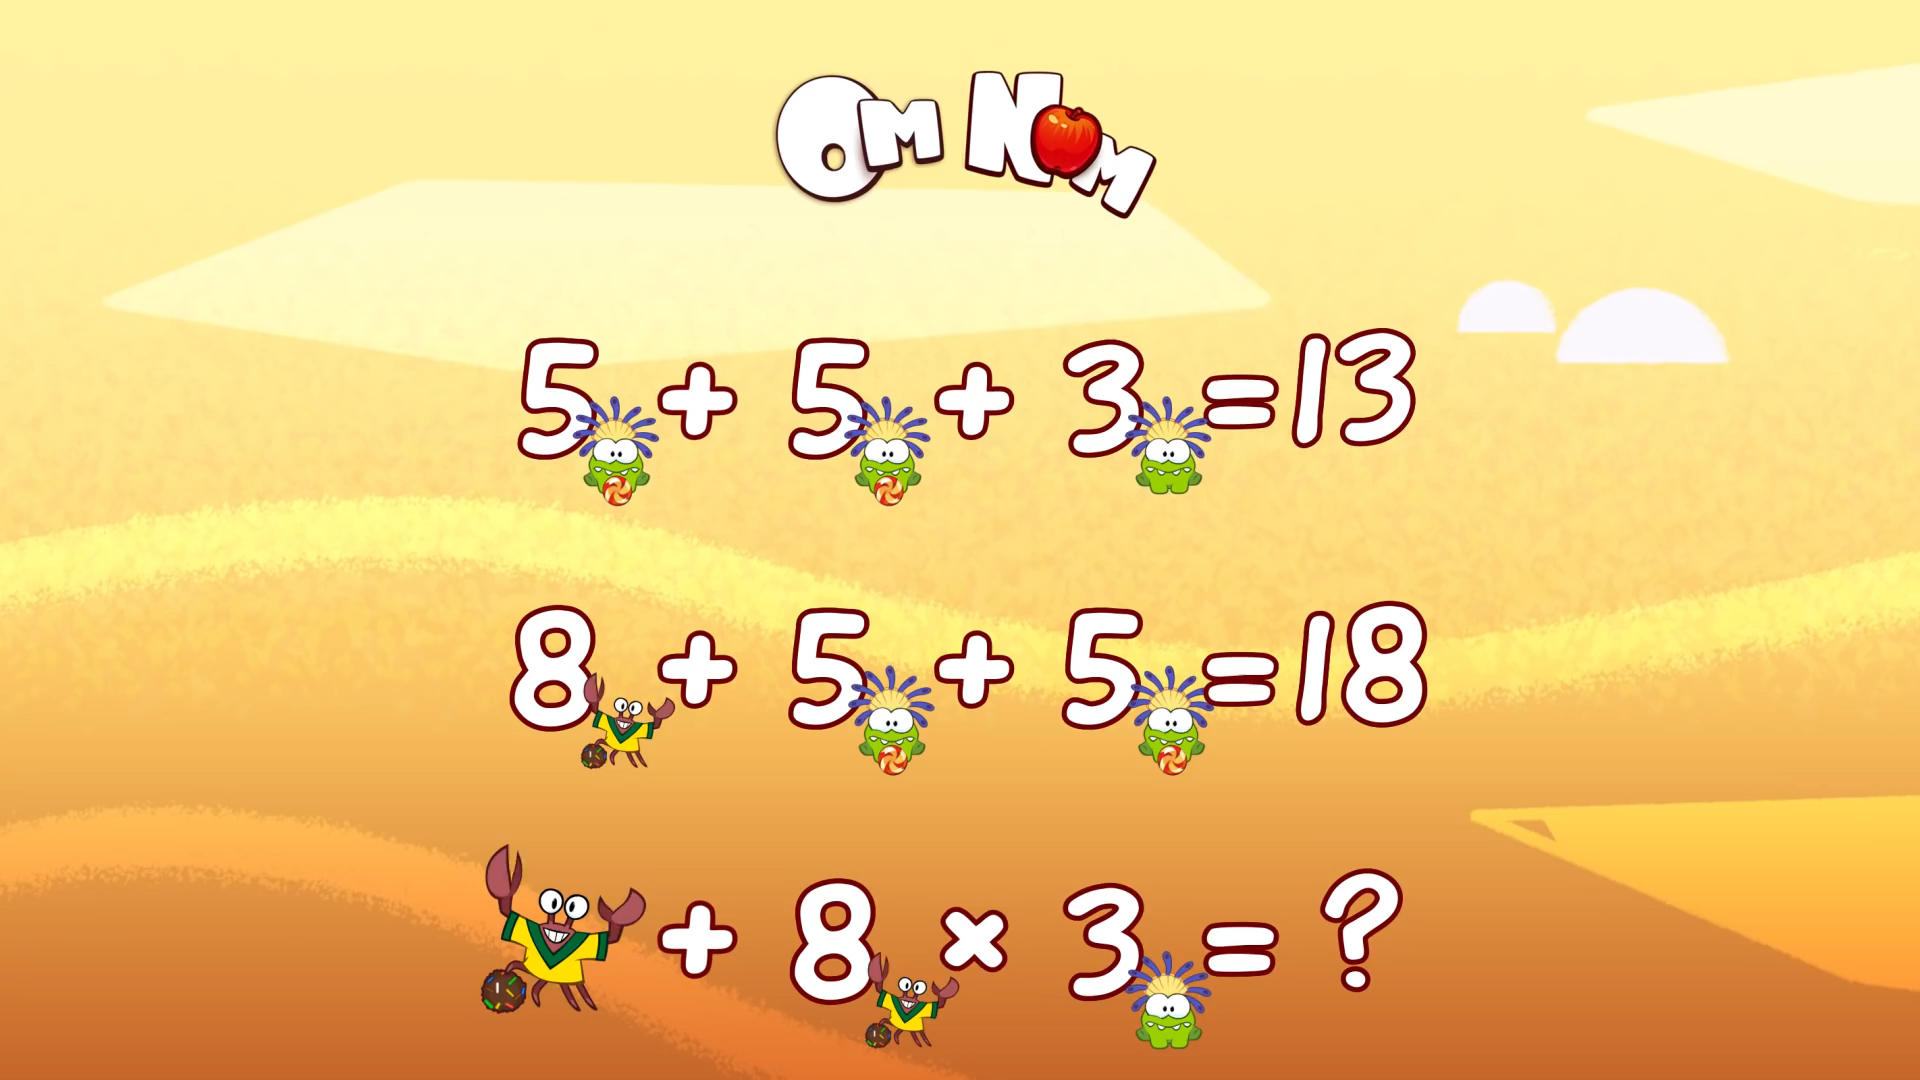 Om Nom
5 + 5 + 3 = 13
8 + 5 + 5 = 18
+ 8 × 3 = ?